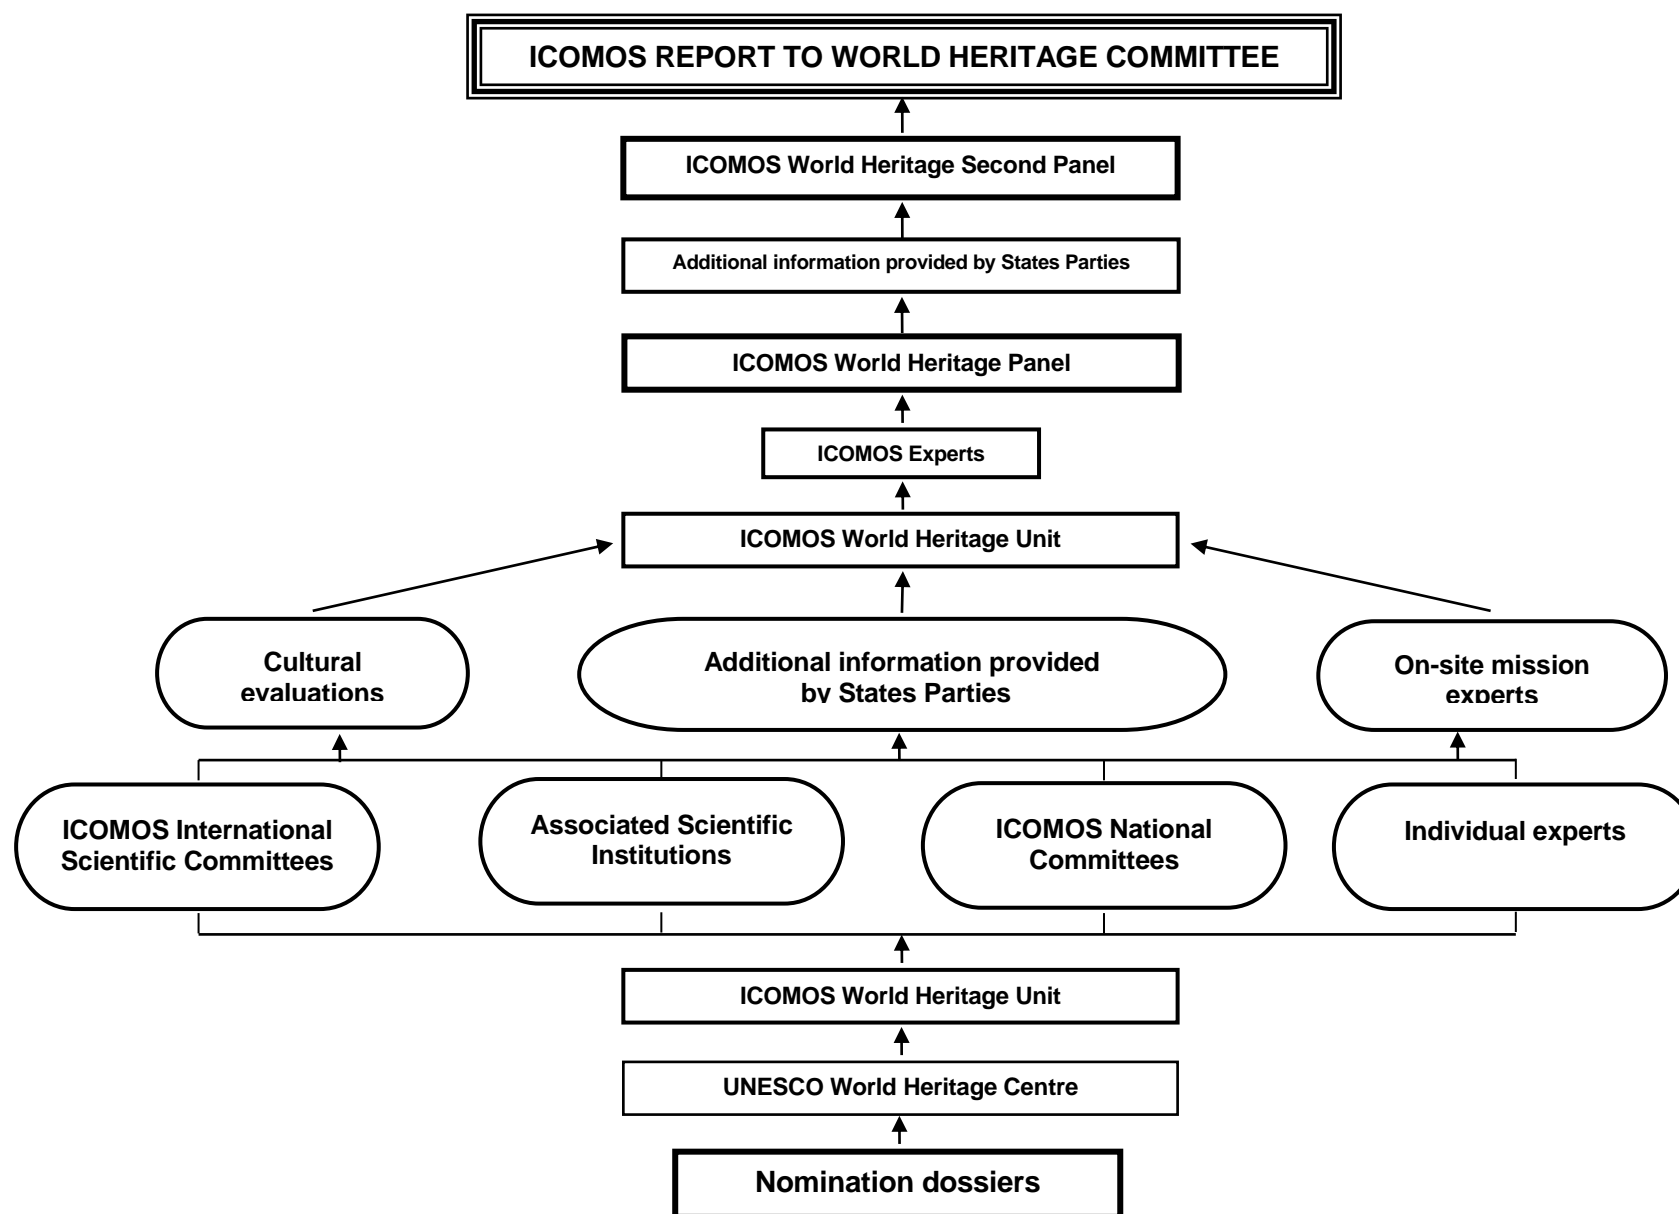 ICOMOS REPORT TO WORLD HERITAGE COMMITTEE
ICOMOS World Heritage Second Panel
Additional information provided by States Parties
ICOMOS World Heritage Panel
ICOMOS Experts
ICOMOS World Heritage Unit
Cultural
evaluations
Additional information provided
by States Parties
On-site mission
experts
ICOMOS International
Scientific Committees
Associated Scientific
Institutions
ICOMOS National
Committees
Individual experts
ICOMOS World Heritage Unit
UNESCO World Heritage Centre
Nomination dossiers